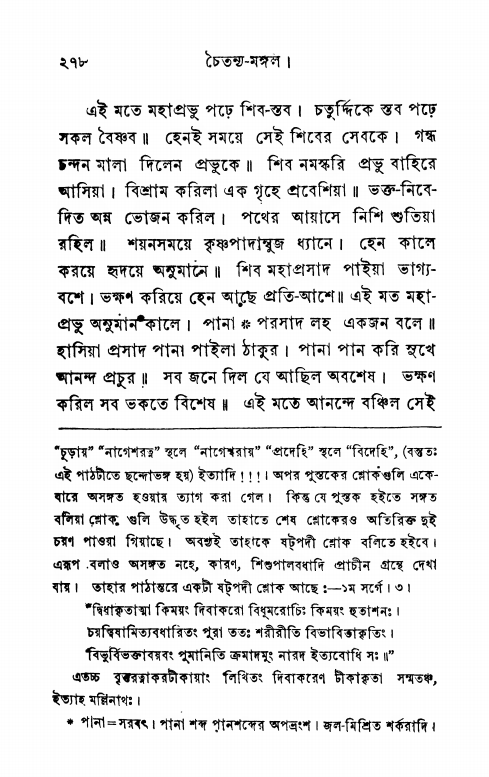 ২৭৮
চৈতন্য-মঙ্গল।
এই মতে মহাপ্রভু পঢ়ে শিব-স্তব। চতুর্দ্দিকে স্তব পঢ়ে
সকল বৈষ্ণব॥ হেনই সময়ে সেই শিবের সেবকে। গন্ধ
চন্দন মালা দিলেন প্রভুকে॥ শিব নমস্করি প্রভু বাহিরে
আসিয়া। বিশ্রাম করিলা এক গৃহে প্রবেশিয়া॥ ভক্ত-নিবে-
দিত অন্ন ভোজন করিল। পথের আয়াসে নিশি শুতিয়া
রহিল॥ শয়নসময়ে কৃষ্ণপাদাম্বুজ ধ্যানে। হেন কালে
করয়ে হৃদয়ে অনুমানে॥ শিব মহাপ্রসাদ পাইয়া ভাগ্য-
বশে। ভক্ষণ করিয়ে হেন আছে প্রতি-আশে॥ এই মত মহা-
প্রভু অনুমান কালে। পানা * পরসাদ লহ একজন বলে॥
হাসিয়া প্রসাদ পানা পাইলা ঠাকুর। পানা পান করি সুখে
আনন্দ প্রচুর॥ সব জনে দিল যে আছিল অবশেষ। ভক্ষণ
করিল সব ভকতে বিশেষ॥ এই মতে আনন্দে বঞ্চিল সেই
"চূড়ায়" "নাগেশরত্ন" স্থলে "নাগেশ্বরায়" "প্রদেহি" স্থলে "বিদেহি", (বস্তুতঃ
এই পাঠটীতে ছন্দোভঙ্গ হয়) ইত্যাদি !!!। অপর পুস্তকের শ্লোকগুলি একে-
বারে অসঙ্গত হওয়ায় ত্যাগ করা গেল। কিন্তু যে পুস্তক হইতে সঙ্গত
বলিয়া শ্লোক গুলি উদ্ধৃত হইল তাহাতে শেষ শ্লোকেরও অতিরিক্ত দুই
চরণ পাওয়া গিয়াছে। অবশ্যই তাহাকে ষট্‌পদী শ্লোক বলিতে হইবে।
এরূপ বলাও অসঙ্গত নহে, কারণ, শিশুপালবধাদি প্রাচীন গ্রন্থে দেখা
যায়। তাহার পাঠান্তরে একটী ষট্‌পদী শ্লোক আছে :—১ম সর্গে। ৩।
"দ্বিধাকৃতাত্মা কিময়ং দিবাকরো বিধূমরোচিঃ কিময়ং হুতাশনঃ।
চয়স্ত্বিষামিত্যবধারিতং পুরা ততঃ শরীরীতি বিভাবিতাকৃতিং।
বিভুর্বিভক্তাবয়বং পুমানিতি ক্রমাদমুং নারদ ইত্যবোধি সঃ॥"
এতচ্চ বৃত্তরত্নাকরটীকায়াং লিখিতং দিবাকরেণ টীকাকৃতা সম্মতঞ্চ,
ইত্যাহ মল্লিনাথঃ।
* পানা=সরবৎ। পানা শব্দ পানশব্দের অপভ্রংশ। জল-মিশ্রিত শর্করাদি।